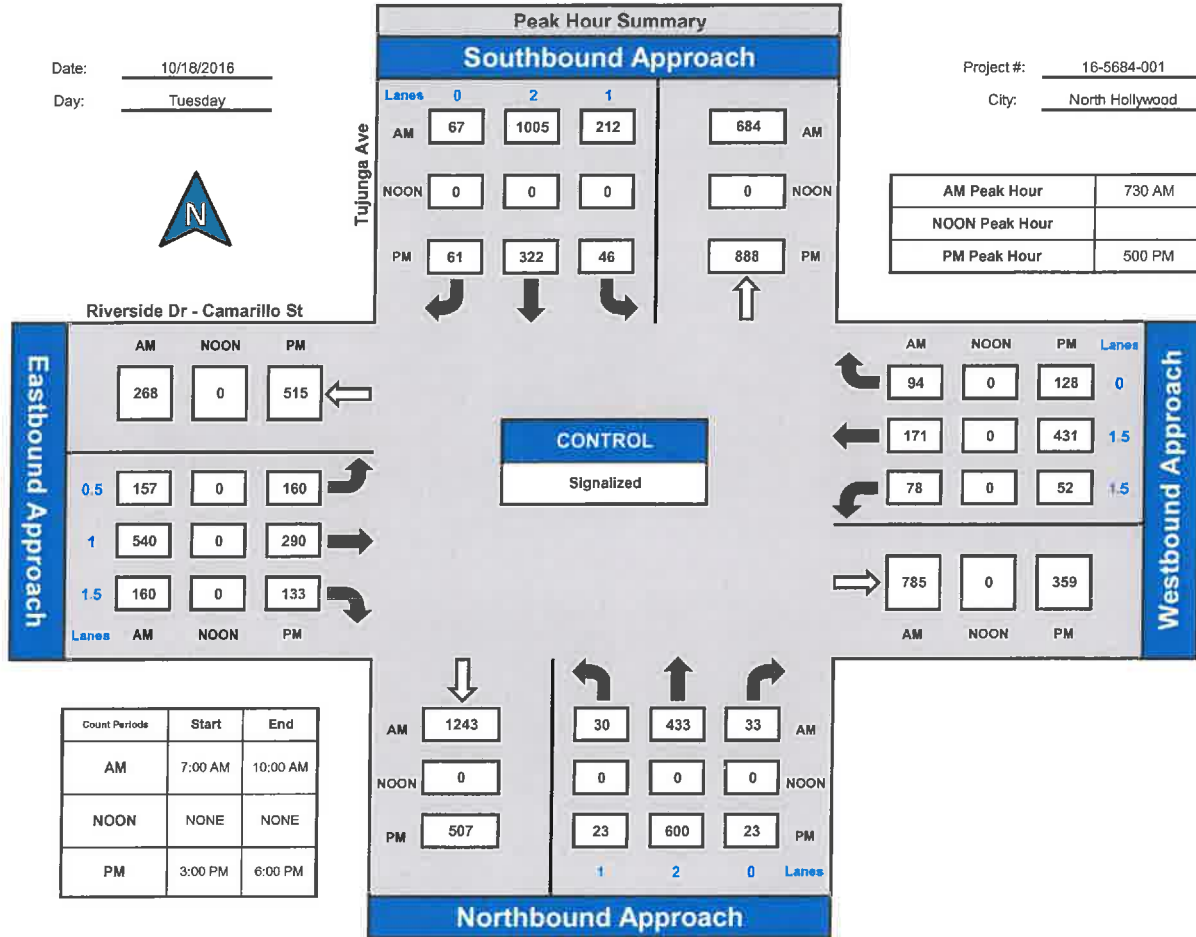 Peak Hour Summary
Southbound Approach
Date: 10/18/2016
Day: Tuesday
Project #: 16-5684-001
City: North Hollywood
N
Tujunga Ave
Lanes 0 2 1
AM 67 1005 212 684 AM
NOON 0 0 0 0 NOON
PM 61 322 46 888 PM
AM Peak Hour 730 AM
NOON Peak Hour
PM Peak Hour 500 PM
Riverside Dr - Camarillo St
Eastbound Approach
AM NOON PM
268 0 515
0.5 157 0 160
1 540 0 290
1.5 160 0 133
Lanes AM NOON PM
CONTROL
Signalized
AM NOON PM Lanes
94 0 128 0
171 0 431 1.5
78 0 52 1.5
785 0 359
AM NOON PM
Westbound Approach
Count Periods Start End
AM 7:00 AM 10:00 AM
NOON NONE NONE
PM 3:00 PM 6:00 PM
AM 1243 30 433 33 AM
NOON 0 0 0 0 NOON
PM 507 23 600 23 PM
1 2 0 Lanes
Northbound Approach